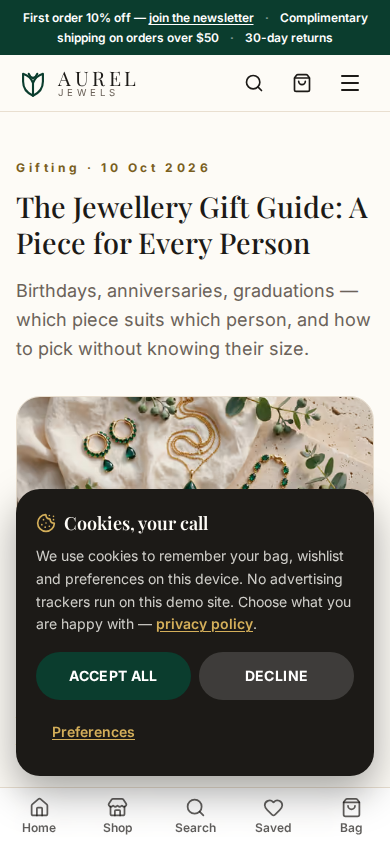 First order 10% off — join the newsletter · Complimentary
shipping on orders over $50 · 30-day returns
AUREL
JEWELS
Gifting · 10 Oct 2026
The Jewellery Gift Guide: A
Piece for Every Person
Birthdays, anniversaries, graduations —
which piece suits which person, and how
to pick without knowing their size.
Cookies, your call
We use cookies to remember your bag, wishlist
and preferences on this device. No advertising
trackers run on this demo site. Choose what you
are happy with — privacy policy.
ACCEPT ALL
DECLINE
Preferences
Home
Shop
Search
Saved
Bag